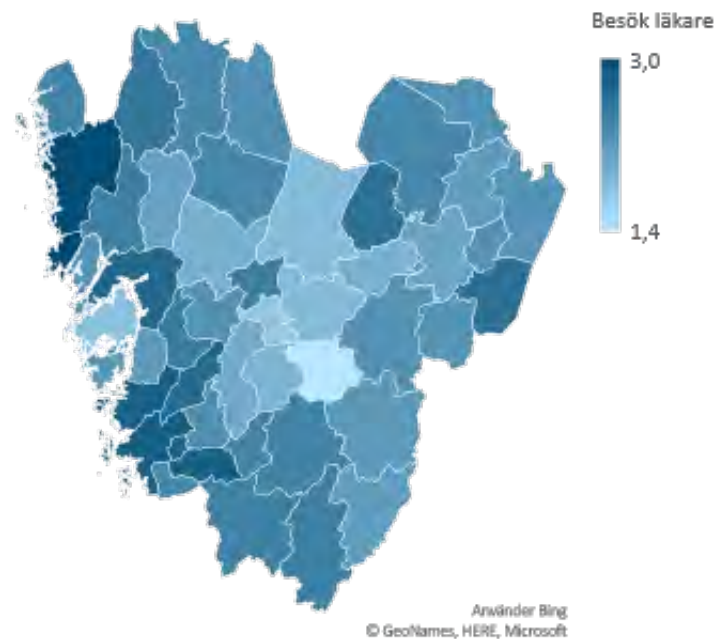 Besök läkare
3,0
1,4
Använder Bing
© GeoNames, HERE, Microsoft